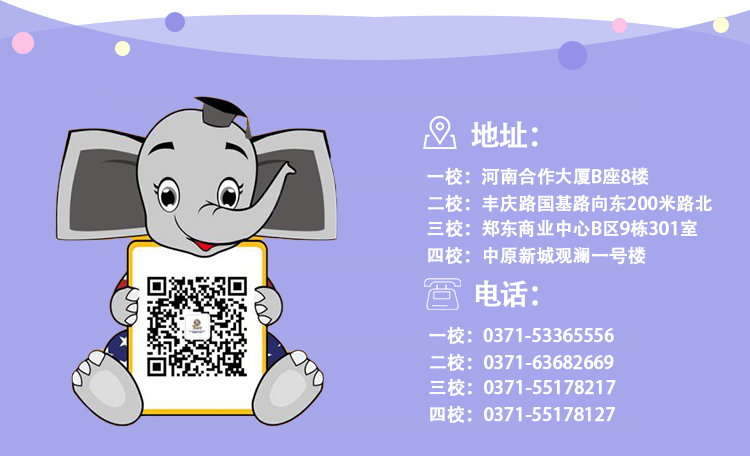 地址：
一校：河南合作大厦B座8楼
二校：丰庆路国基路向东200米路北
三校：郑东商业中心B区9栋301室
四校：中原新城观澜一号楼
电话：
一校：0371-53365556
二校：0371-63682669
三校：0371-55178217
四校：0371-55178127